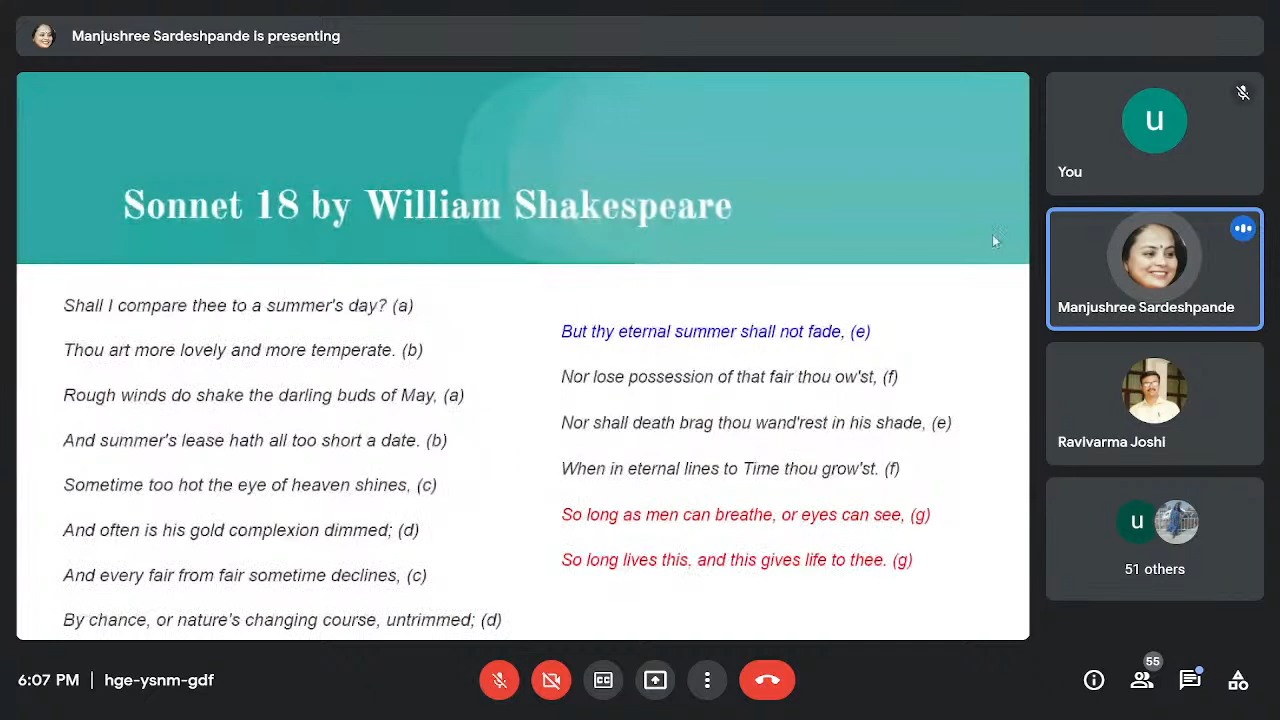 Manjushree Sardeshpande is presenting
Sonnet 18 by William Shakespeare
Shall I compare thee to a summer's day? (a)
Thou art more lovely and more temperate. (b)
Rough winds do shake the darling buds of May, (a)
And summer's lease hath all too short a date. (b)
Sometime too hot the eye of heaven shines, (c)
And often is his gold complexion dimmed; (d)
And every fair from fair sometime declines, (c)
By chance, or nature's changing course, untrimmed; (d)
But thy eternal summer shall not fade, (e)
Nor lose possession of that fair thou ow'st, (f)
Nor shall death brag thou wand'rest in his shade, (e)
When in eternal lines to Time thou grow'st. (f)
So long as men can breathe, or eyes can see, (g)
So long lives this, and this gives life to thee. (g)
u
You
Manjushree Sardeshpande
Ravivarma Joshi
u
51 others
6:07 PM | hge-ysnm-gdf
55